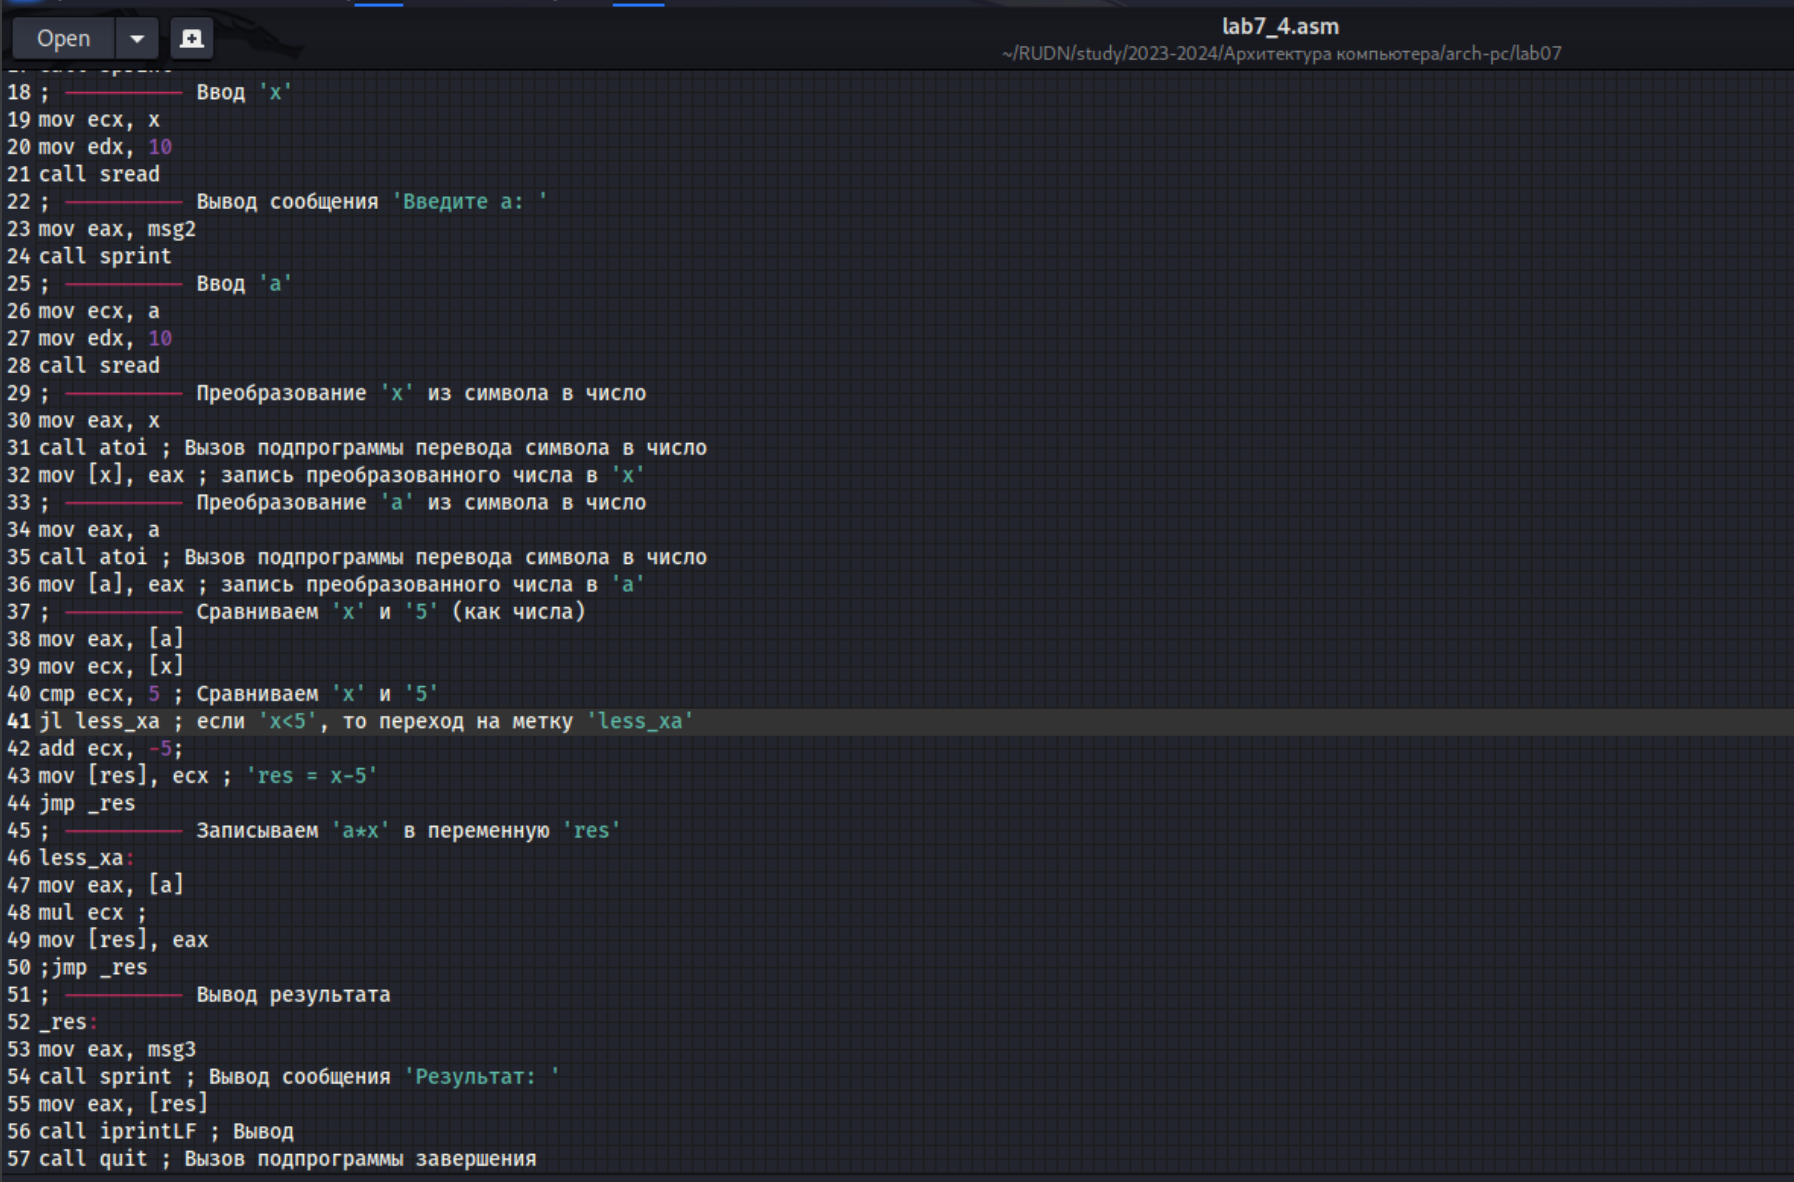 Open
lab7_4.asm
~/RUDN/study/2023-2024/Архитектура компьютера/arch-pc/lab07
18 ; ────────── Ввод 'x'
19 mov ecx, x
20 mov edx, 10
21 call sread
22 ; ────────── Вывод сообщения 'Введите a: '
23 mov eax, msg2
24 call sprint
25 ; ────────── Ввод 'a'
26 mov ecx, a
27 mov edx, 10
28 call sread
29 ; ────────── Преобразование 'x' из символа в число
30 mov eax, x
31 call atoi ; Вызов подпрограммы перевода символа в число
32 mov [x], eax ; запись преобразованного числа в 'x'
33 ; ────────── Преобразование 'a' из символа в число
34 mov eax, a
35 call atoi ; Вызов подпрограммы перевода символа в число
36 mov [a], eax ; запись преобразованного числа в 'a'
37 ; ────────── Сравниваем 'x' и '5' (как числа)
38 mov eax, [a]
39 mov ecx, [x]
40 cmp ecx, 5 ; Сравниваем 'x' и '5'
41 jl less_xa ; если 'x<5', то переход на метку 'less_xa'
42 add ecx, -5;
43 mov [res], ecx ; 'res = x-5'
44 jmp _res
45 ; ────────── Записываем 'a*x' в переменную 'res'
46 less_xa:
47 mov eax, [a]
48 mul ecx ;
49 mov [res], eax
50 ;jmp _res
51 ; ────────── Вывод результата
52 _res:
53 mov eax, msg3
54 call sprint ; Вывод сообщения 'Результат: '
55 mov eax, [res]
56 call iprintLF ; Вывод
57 call quit ; Вызов подпрограммы завершения